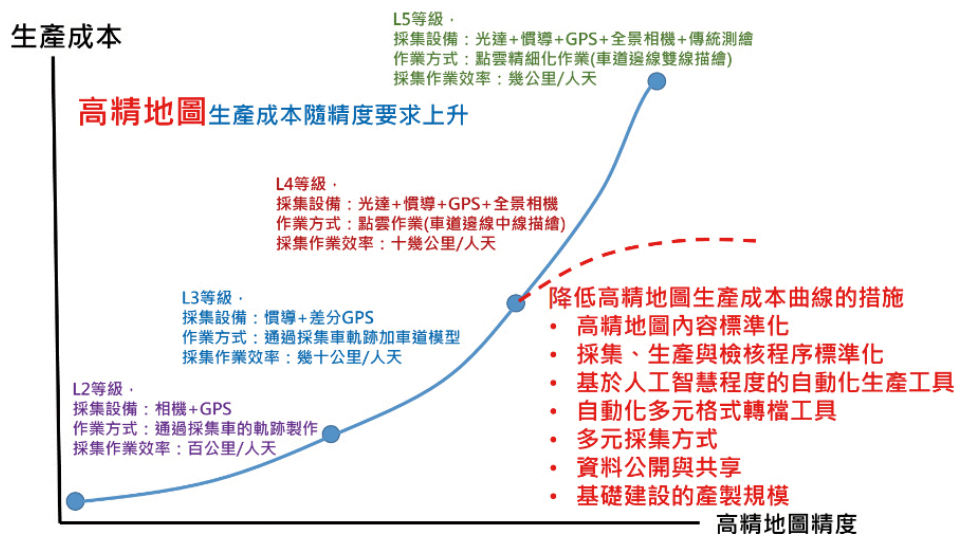 生產成本
高精地圖生產成本隨精度要求上升
L5等級，
採集設備：光達+慣導+GPS+全景相機+傳統測繪
作業方式：點雲精細化作業(車道邊線雙線描繪)
採集作業效率：幾公里/人天
L4等級，
採集設備：光達+慣導+GPS+全景相機
作業方式：點雲作業(車道邊線中線描繪)
採集作業效率：十幾公里/人天
L3等級，
採集設備：慣導+差分GPS
作業方式：通過採集車軌跡加車道模型
採集作業效率：幾十公里/人天
L2等級，
採集設備：相機+GPS
作業方式：通過採集車的軌跡製作
採集作業效率：百公里/人天
降低高精地圖生產成本曲線的措施
• 高精地圖內容標準化
• 採集、生產與檢核程序標準化
• 基於人工智慧程度的自動化生產工具
• 自動化多元格式轉檔工具
• 多元採集方式
• 資料公開與共享
• 基礎建設的產製規模
高精地圖精度